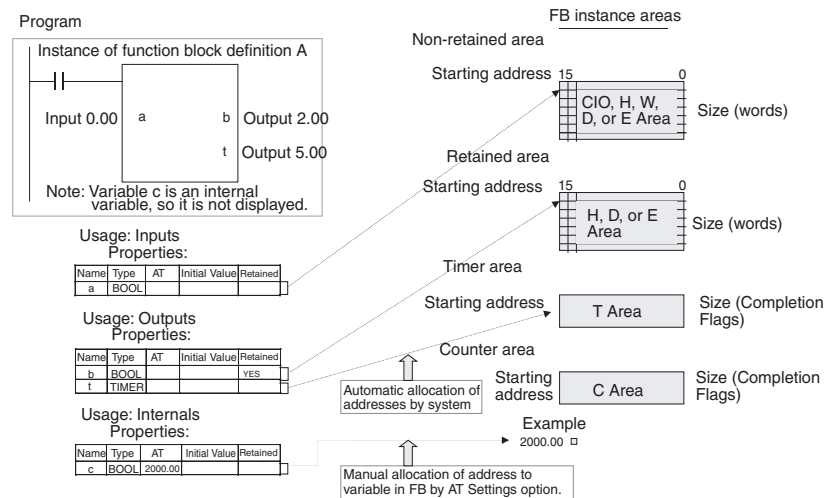 Program
Instance of function block definition A
Input 0.00 a b Output 2.00
t Output 5.00
Note: Variable c is an internal
variable, so it is not displayed.
Usage: Inputs
Properties:
Name Type AT Initial Value Retained
a BOOL
Usage: Outputs
Properties:
Name Type AT Initial Value Retained
b BOOL YES
t TIMER
Usage: Internals
Properties:
Name Type AT Initial Value Retained
c BOOL 2000.00
FB instance areas
Non-retained area
Starting address 15 0
CIO, H, W,
D, or E Area
Size (words)
Retained area
Starting address 15 0
H, D, or E
Area
Size (words)
Timer area
Starting address
T Area
Size (Completion
Flags)
Counter area
Starting
address
C Area
Size (Completion
Flags)
Automatic allocation of
addresses by system
Example
2000.00
Manual allocation of address to
variable in FB by AT Settings option.